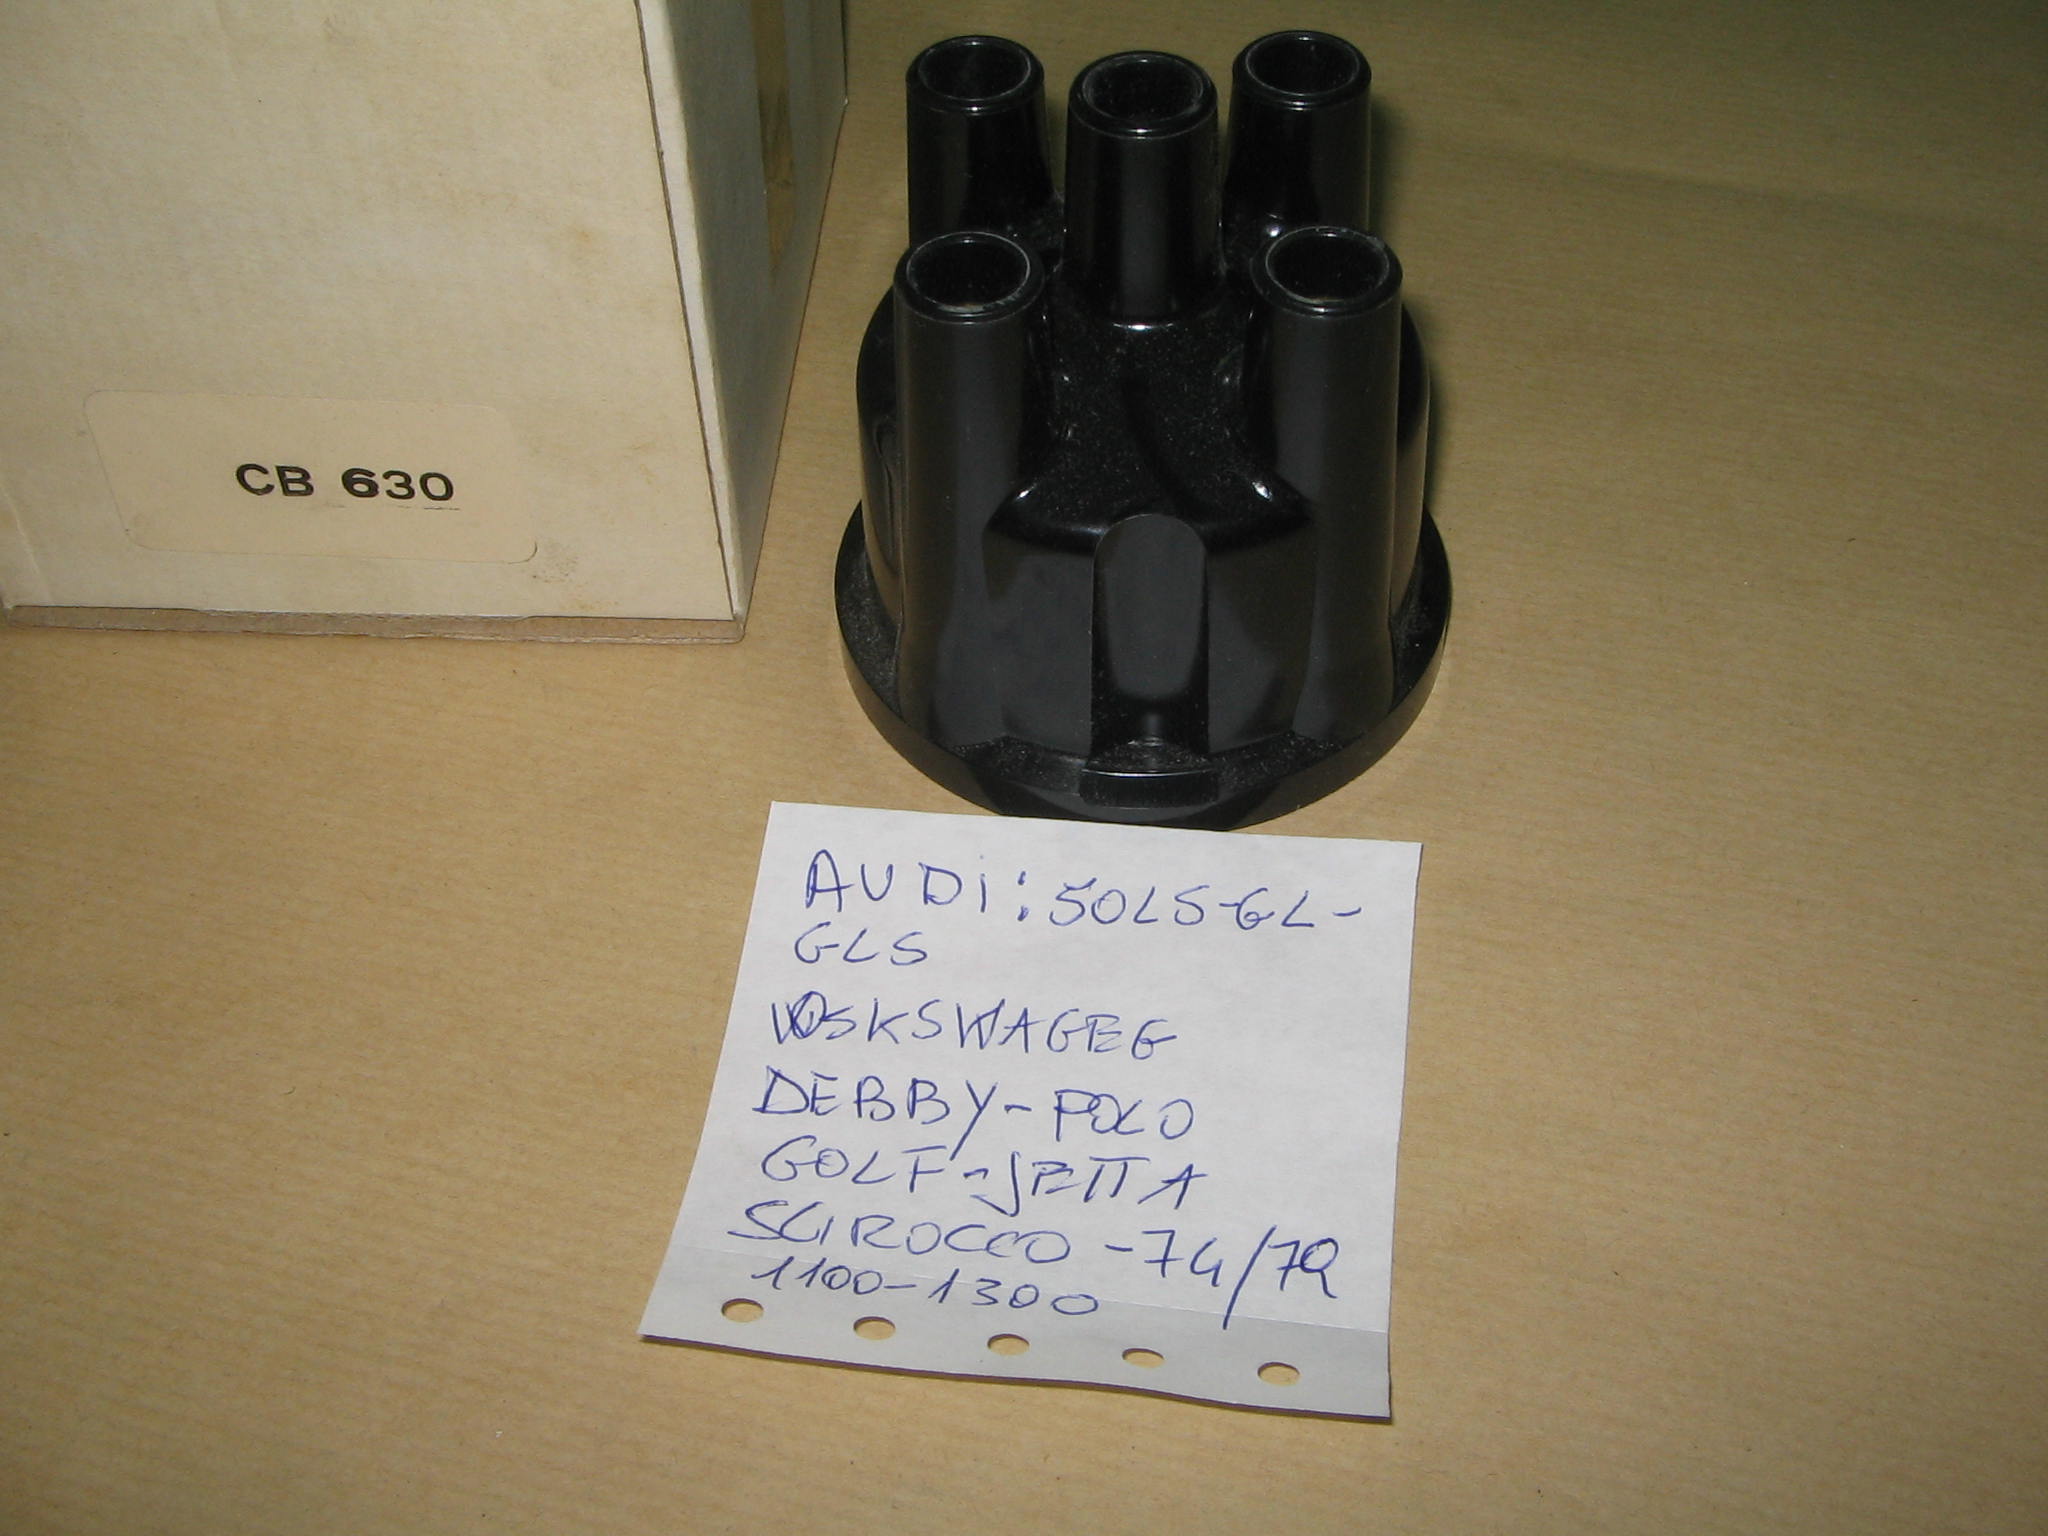 CB 630
AUDi: 50LS-GL-
GLS
VOSKSWAGEG
DEBBY-POLO
GOLF-JETTA
SCIROCCO -74/79
1100-1300